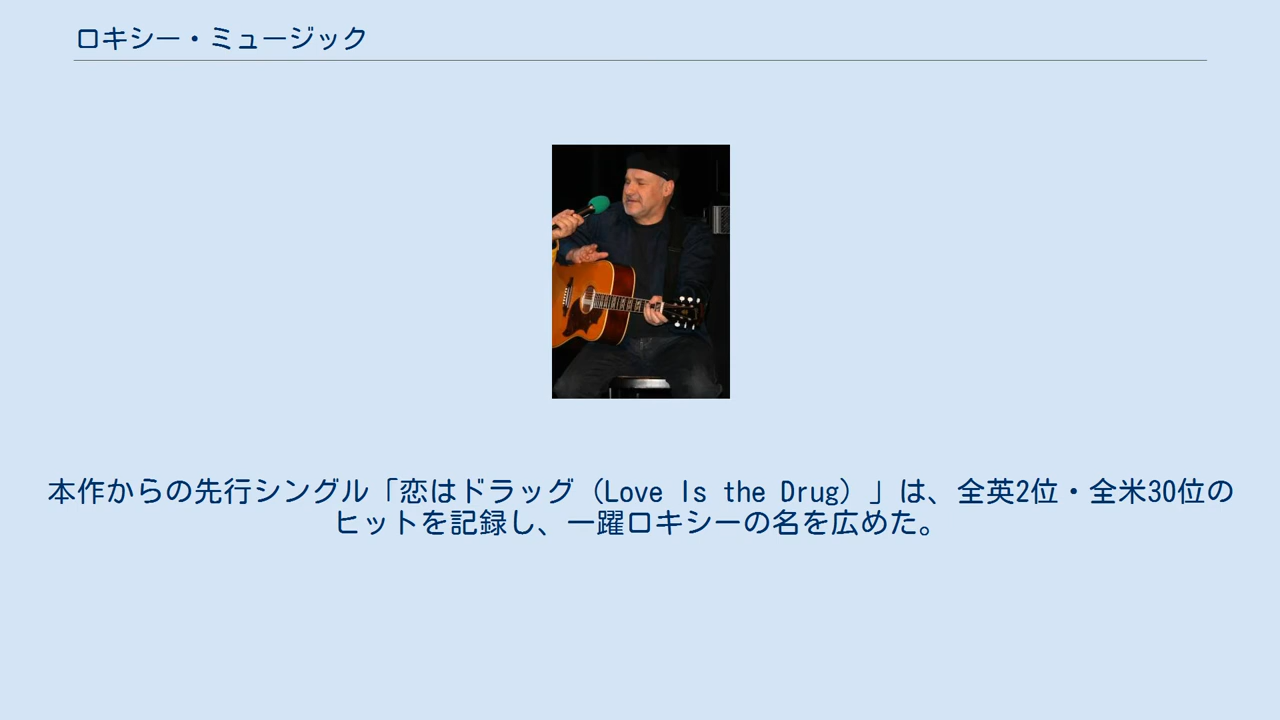 ロキシー・ミュージック
本作からの先行シングル「恋はドラッグ（Love Is the Drug）」は、全英2位・全米30位の
ヒットを記録し、一躍ロキシーの名を広めた。